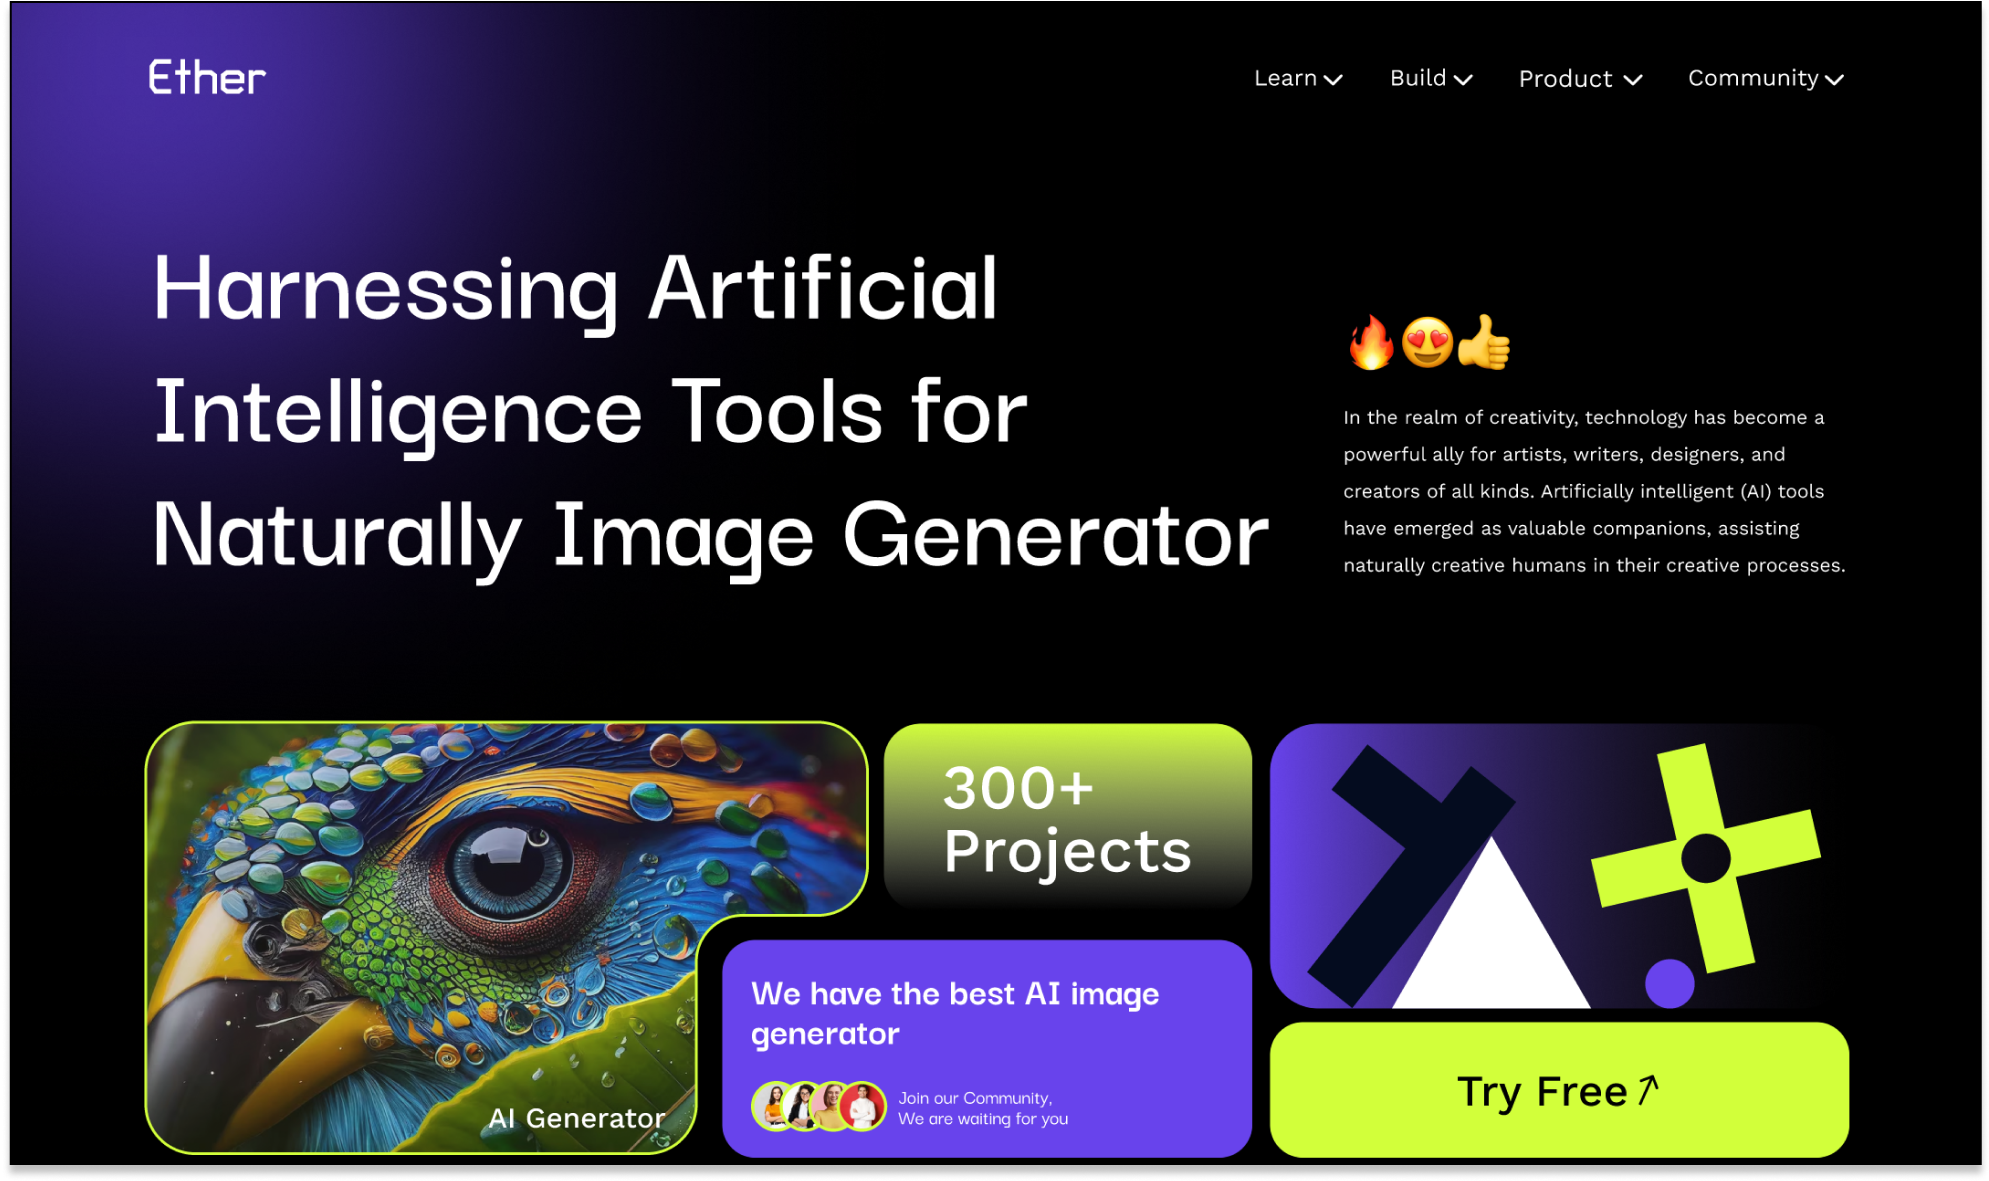 Ether
Learn
Build
Product
Community
Harnessing Artificial
Intelligence Tools for
Naturally Image Generator
In the realm of creativity, technology has become a
powerful ally for artists, writers, designers, and
creators of all kinds. Artificially intelligent (AI) tools
have emerged as valuable companions, assisting
naturally creative humans in their creative processes.
AI Generator
300+
Projects
We have the best AI image
generator
Join our Community,
We are waiting for you
Try Free